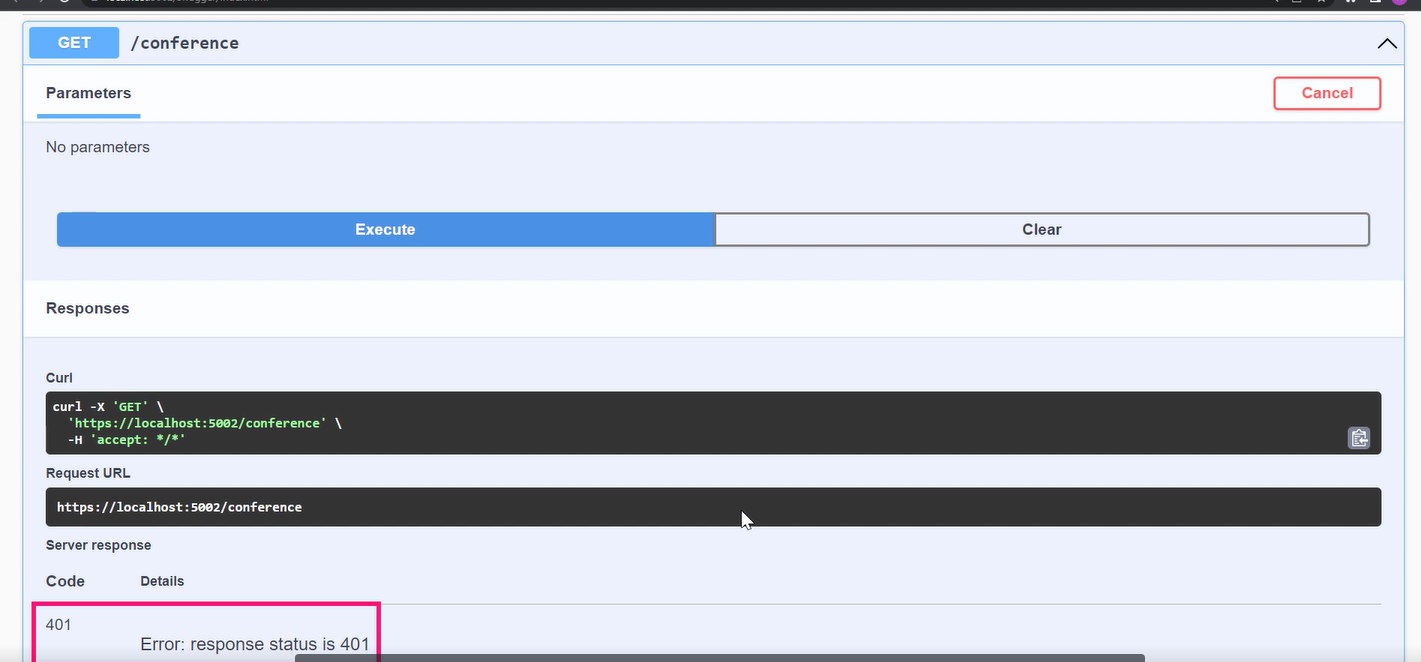 GET /conference
Parameters
Cancel
No parameters
Execute
Clear
Responses
Curl
curl -X 'GET' \
'https://localhost:5002/conference' \
-H 'accept: */*'
Request URL
https://localhost:5002/conference
Server response
Code Details
401
Error: response status is 401